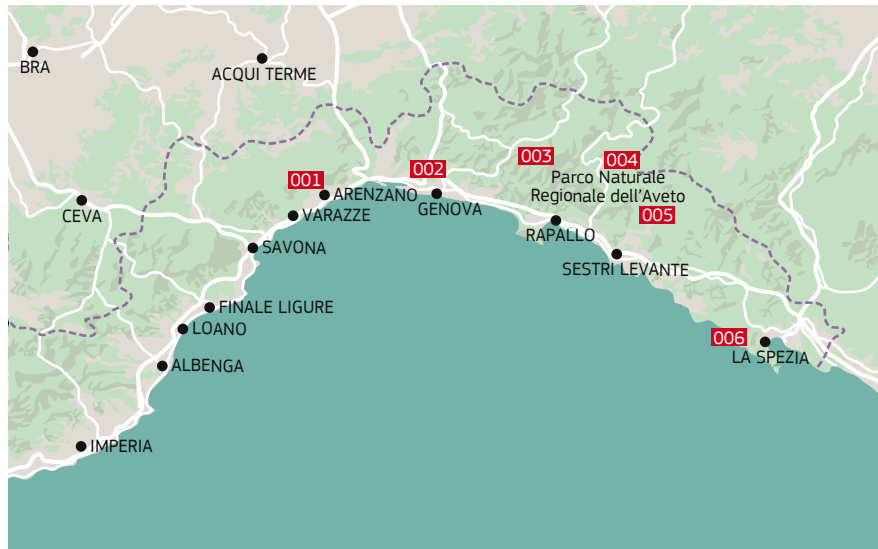 BRA
ACQUI TERME
003
004
002
Parco Naturale
001
Regionale dell'Aveto
ARENZANO
CEVA
GENOVA
005
VARAZZE
RAPALLO
SAVONA
SESTRI LEVANTE
FINALE LIGURE
LOANO
006
LA SPEZIA
ALBENGA
IMPERIA